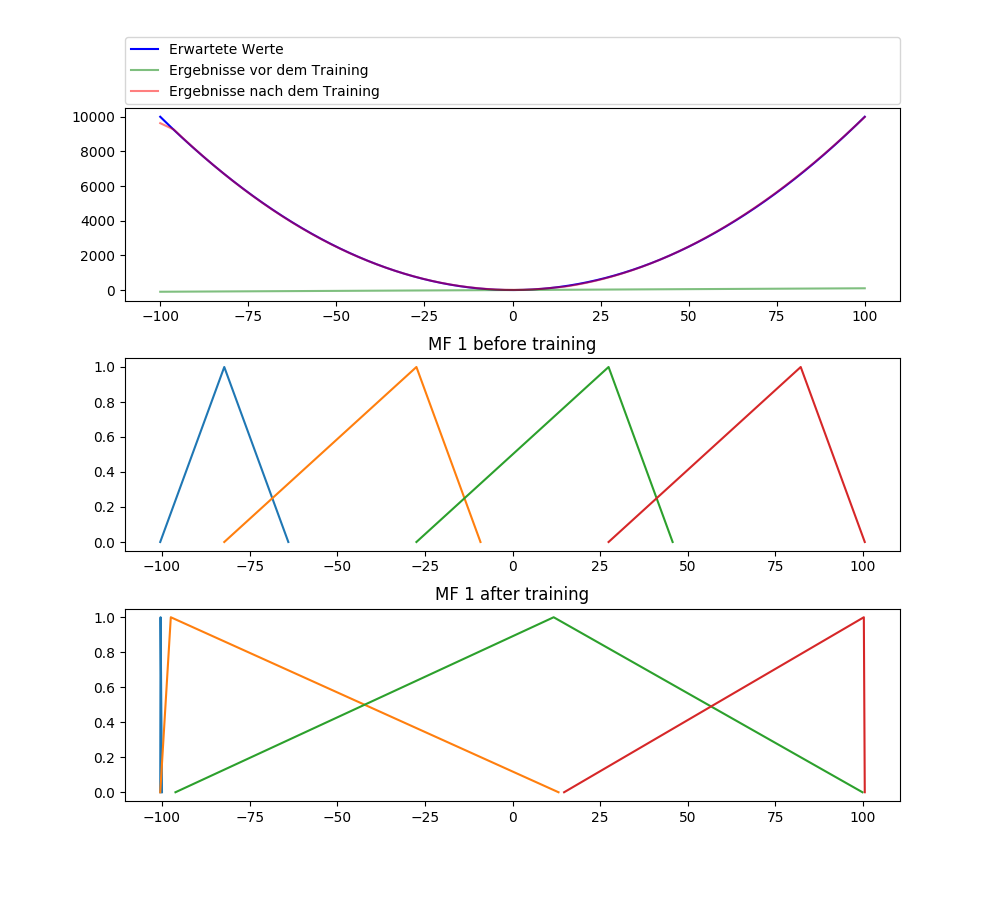 Erwartete Werte
Ergebnisse vor dem Training
Ergebnisse nach dem Training
10000
8000
6000
4000
2000
0
−100 −75 −50 −25 0 25 50 75 100
MF 1 before training
1.0
0.8
0.6
0.4
0.2
0.0
−100 −75 −50 −25 0 25 50 75 100
MF 1 after training
1.0
0.8
0.6
0.4
0.2
0.0
−100 −75 −50 −25 0 25 50 75 100